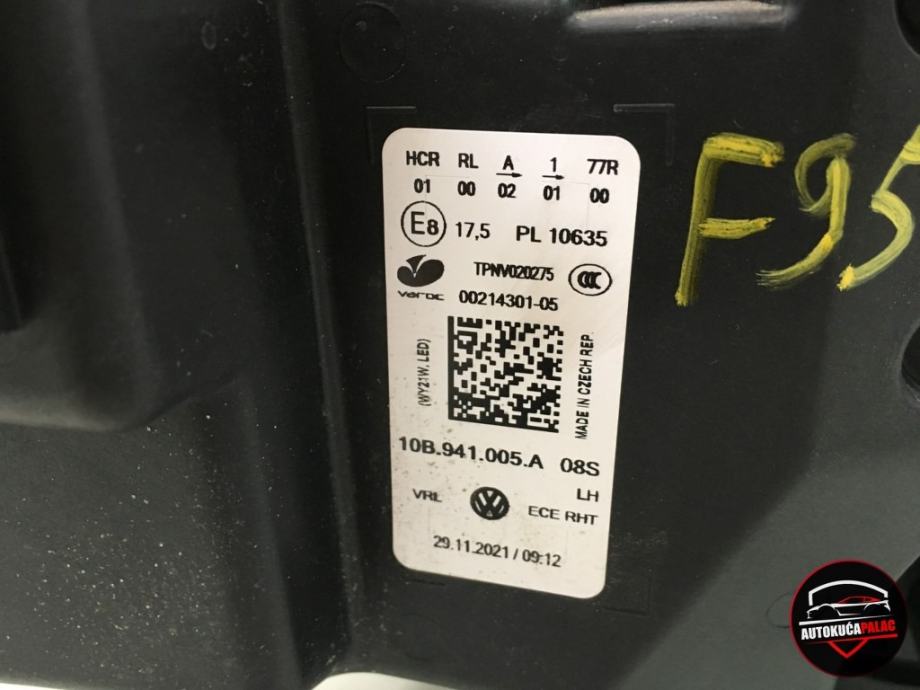 HCR RL A 1 77R
01 00 02 01 00
E8 17,5 PL 10635
TPNV020275 CCC
varoc 00214301-05
(WY21W, LED)
MADE IN CZECH REP.
10B.941.005.A 08S
LH
VRL VW ECE RHT
29.11.2021 / 09:12
F95
AUTOKUĆAPALAC